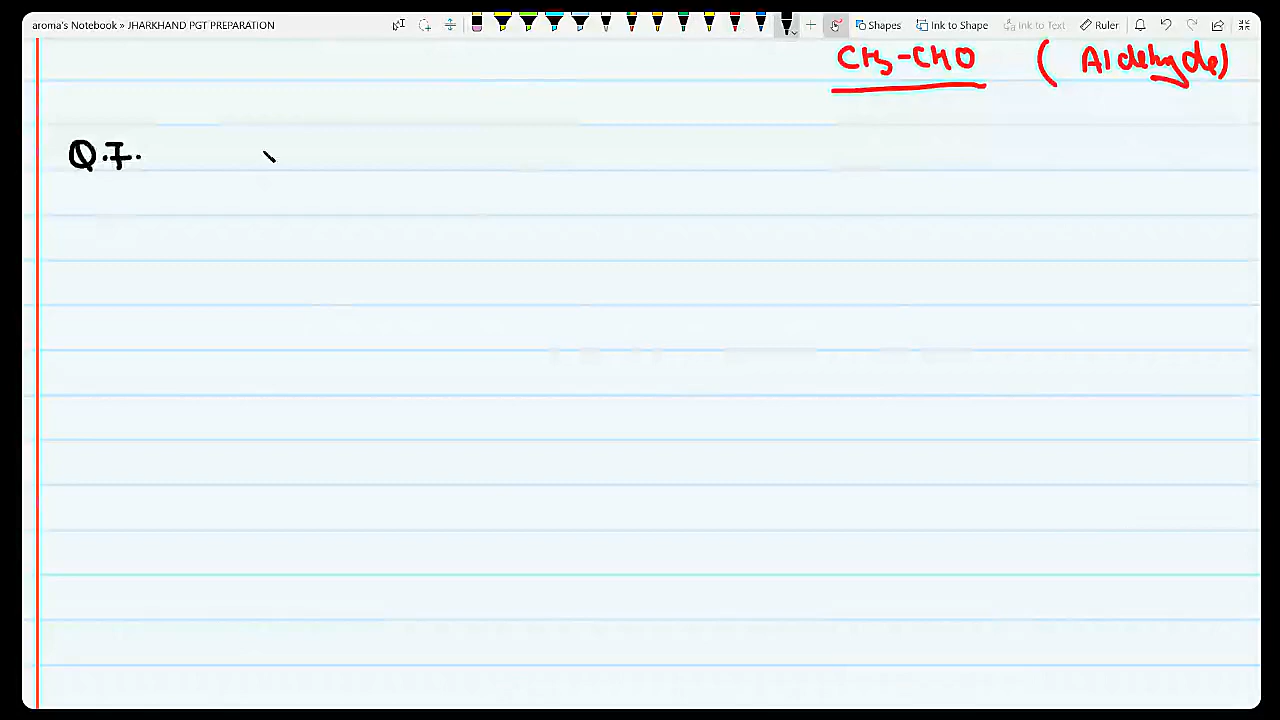 aroma's Notebook » JHARKHAND PGT PREPARATION
Shapes Ink to Shape Ink to Text Ruler
CH3-CHO (Aldehyde)
Q.7.